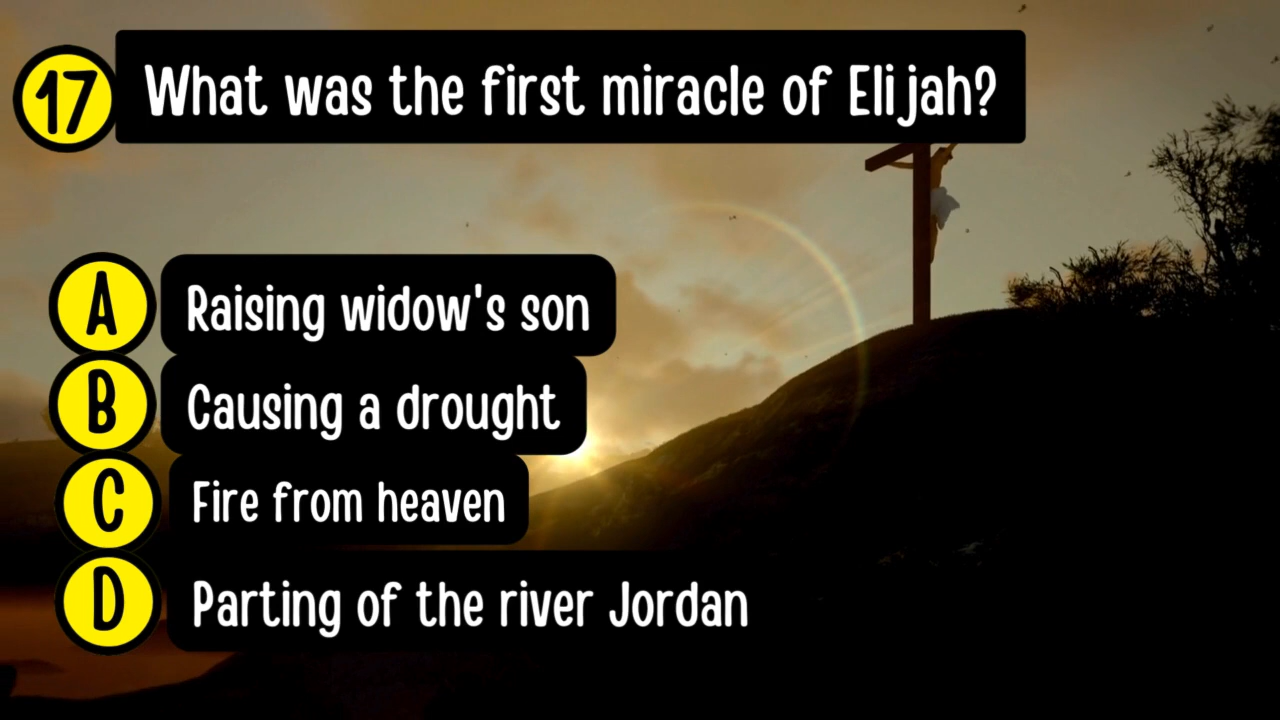 17 What was the first miracle of Elijah?
A Raising widow's son
B Causing a drought
C Fire from heaven
D Parting of the river Jordan